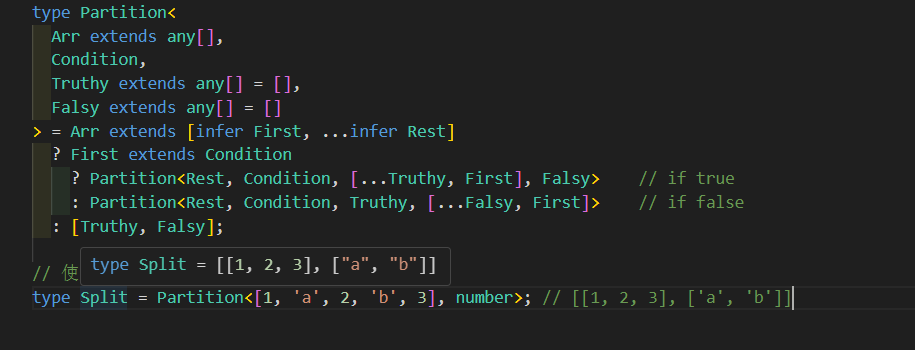 type Partition<
  Arr extends any[],
  Condition,
  Truthy extends any[] = [],
  Falsy extends any[] = []
> = Arr extends [infer First, ...infer Rest]
  ? First extends Condition
    ? Partition<Rest, Condition, [...Truthy, First], Falsy>    // if true
    : Partition<Rest, Condition, Truthy, [...Falsy, First]>    // if false
  : [Truthy, Falsy];
type Split = [[1, 2, 3], ["a", "b"]]
// 使
type Split = Partition<[1, 'a', 2, 'b', 3], number>; // [[1, 2, 3], ['a', 'b']]